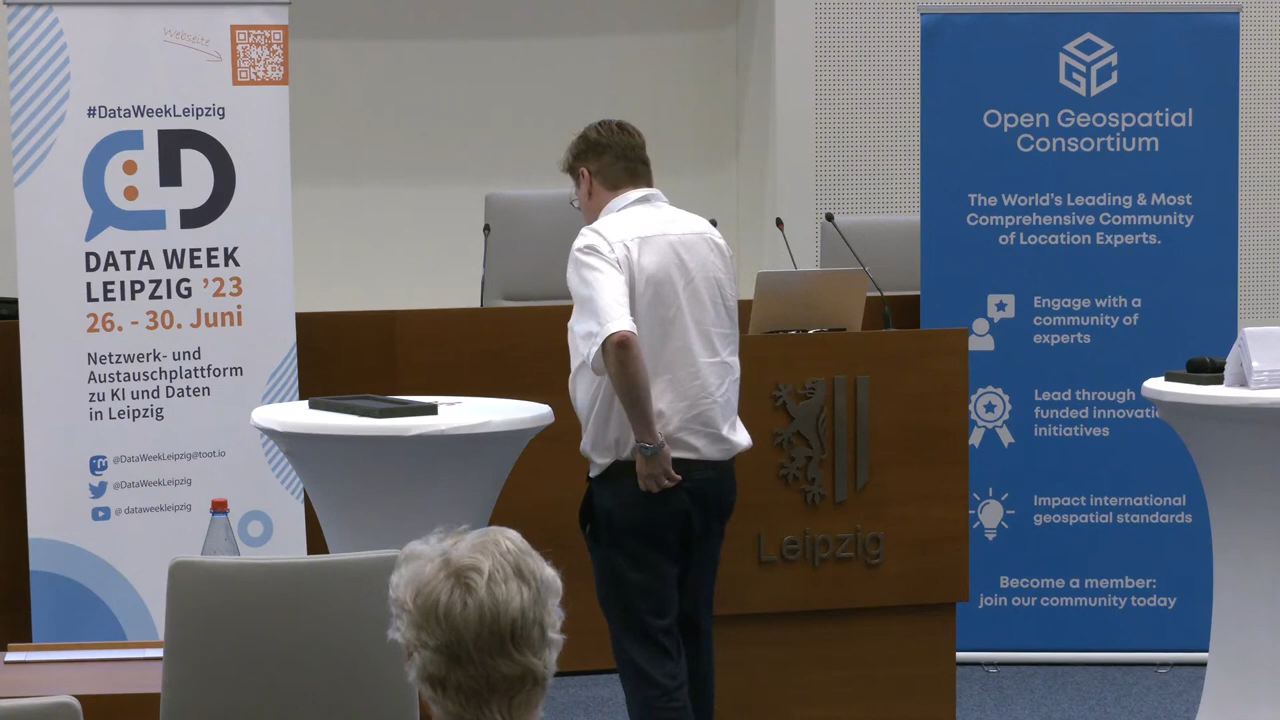 Webseite
#DataWeekLeipzig
DATA WEEK
LEIPZIG ’23
26. - 30. Juni
Netzwerk- und
Austauschplattform
zu KI und Daten
in Leipzig
@DataWeekLeipzig@toot.io
@DataWeekLeipzig
@ dataweekleipzig
Leipzig
OGC
Open Geospatial
Consortium
The World's Leading & Most
Comprehensive Community
of Location Experts.
Engage with a
community of
experts
Lead through
funded innovati
initiatives
Impact international
geospatial standards
Become a member:
join our community today